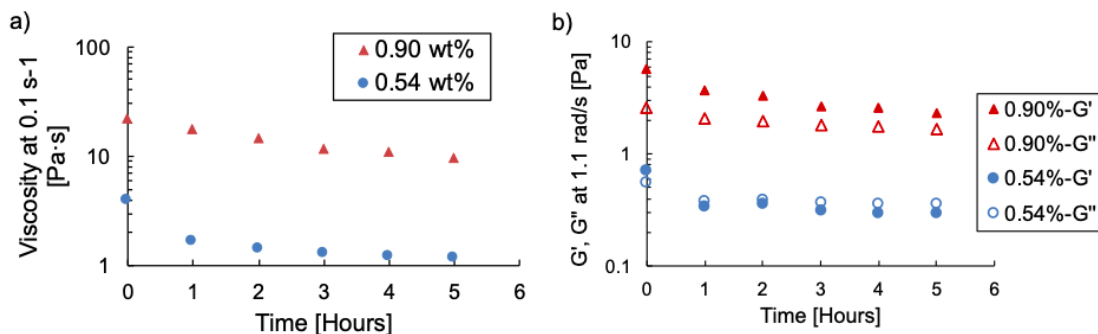 a)
Viscosity at 0.1 s-1
[Pa·s]
100
10
1
0 1 2 3 4 5 6
Time [Hours]
0.90 wt%
0.54 wt%
b)
G', G" at 1.1 rad/s [Pa]
10
1
0.1
0 1 2 3 4 5 6
Time [Hours]
0.90%-G'
0.90%-G"
0.54%-G'
0.54%-G"